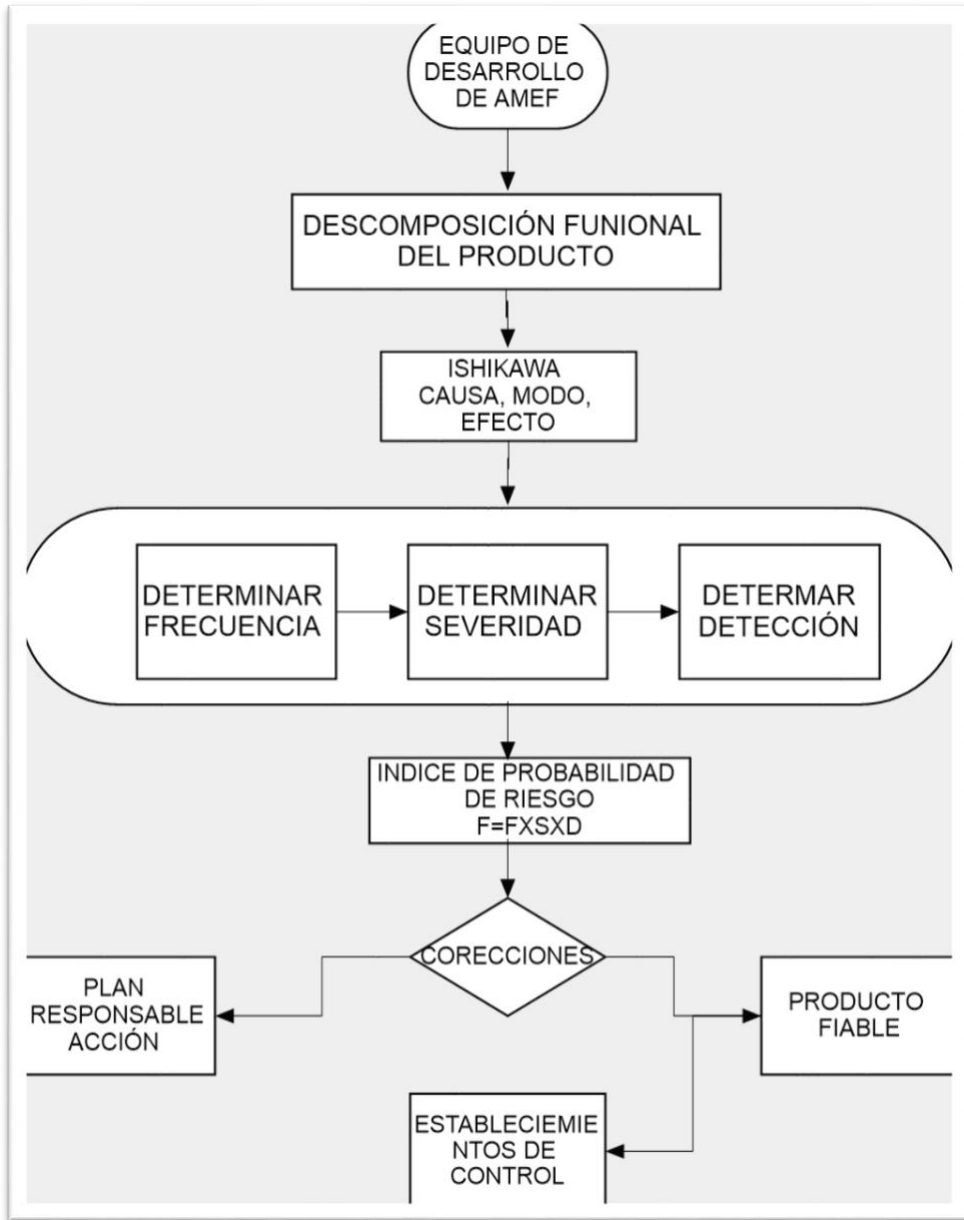 EQUIPO DE
DESARROLLO
DE AMEF
DESCOMPOSICIÓN FUNIONAL
DEL PRODUCTO
ISHIKAWA
CAUSA, MODO,
EFECTO
DETERMINAR
FRECUENCIA
DETERMINAR
SEVERIDAD
DETERMAR
DETECCIÓN
INDICE DE PROBABILIDAD
DE RIESGO
F=FXSXD
CORECCIONES
PLAN
RESPONSABLE
ACCIÓN
PRODUCTO
FIABLE
ESTABLECIEMIE
NTOS DE
CONTROL